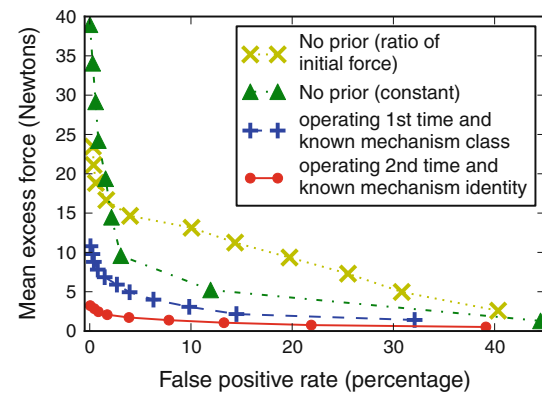 40
35
30
25
20
15
10
5
0
Mean excess force (Newtons)
No prior (ratio of
initial force)
No prior (constant)
operating 1st time and
known mechanism class
operating 2nd time and
known mechanism identity
0 10 20 30 40
False positive rate (percentage)